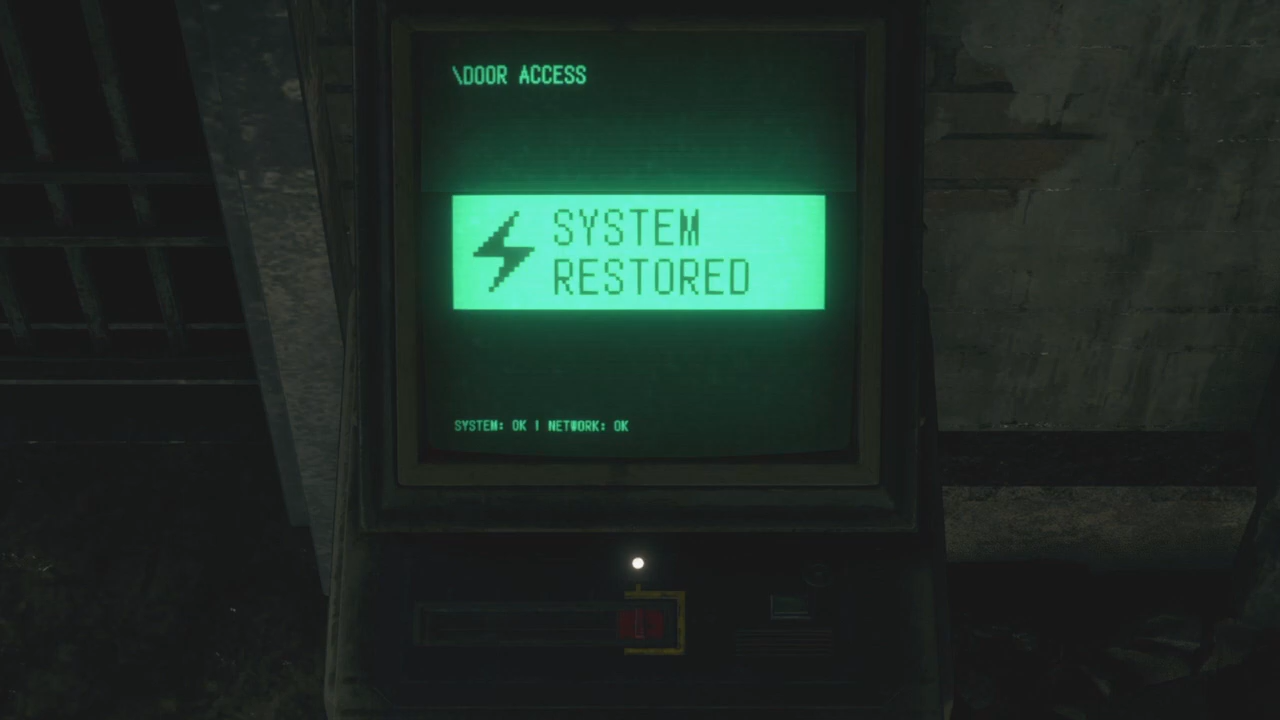 \DOOR ACCESS
SYSTEM
RESTORED
SYSTEM: OK | NETWORK: OK